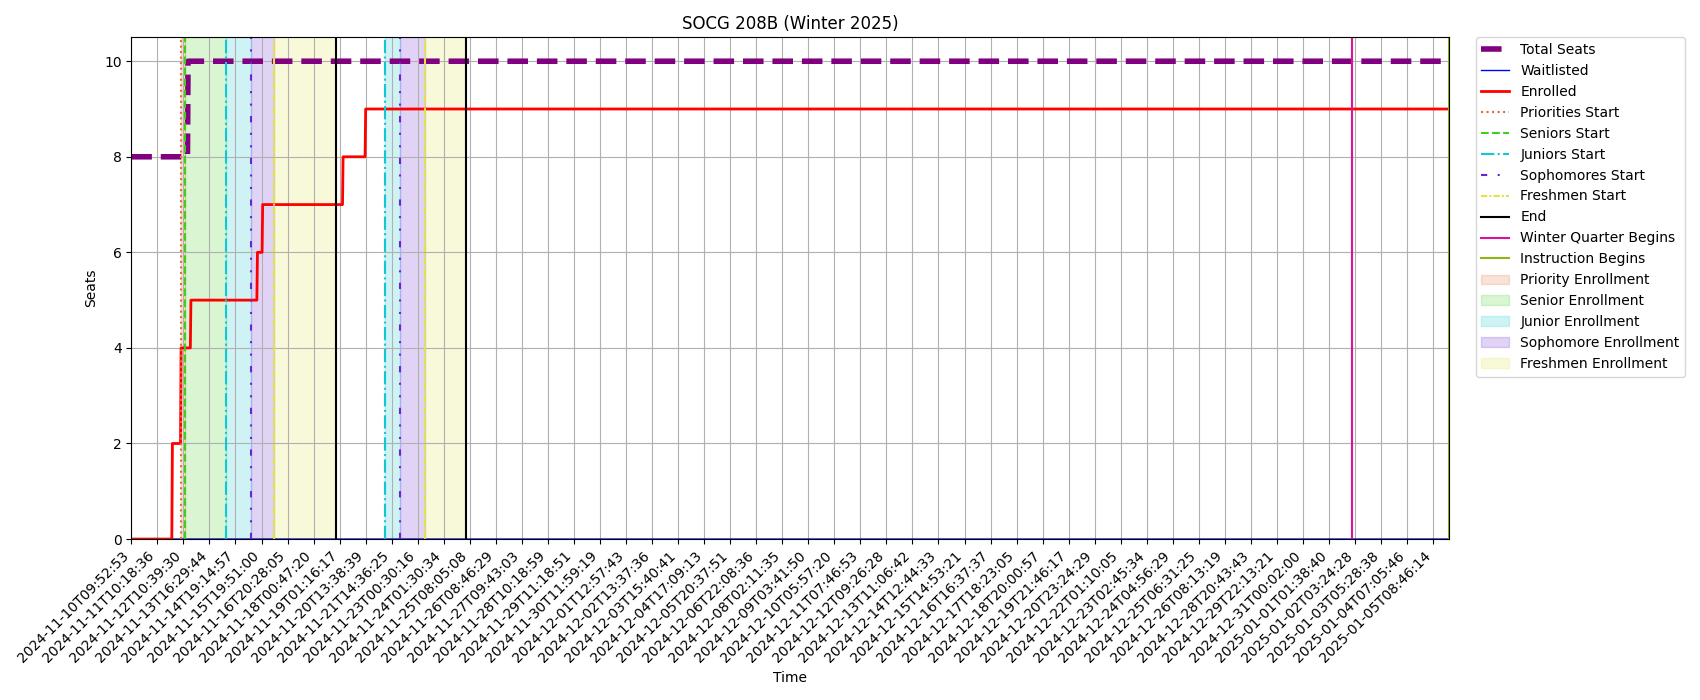 SOCG 208B (Winter 2025)
10
8
6
4
2
0
Seats
2024-11-10T09:52:53
2024-11-11T10:18:36
2024-11-12T10:39:30
2024-11-13T16:29:44
2024-11-14T19:14:57
2024-11-15T19:51:00
2024-11-16T20:28:05
2024-11-18T00:47:20
2024-11-19T01:16:17
2024-11-20T13:38:39
2024-11-21T14:36:25
2024-11-23T00:30:16
2024-11-24T01:30:34
2024-11-25T08:05:08
2024-11-26T08:46:29
2024-11-27T09:43:03
2024-11-28T10:18:59
2024-11-29T11:18:51
2024-11-30T11:59:19
2024-12-01T12:57:43
2024-12-02T13:37:36
2024-12-03T15:40:41
2024-12-04T17:09:13
2024-12-05T20:37:51
2024-12-06T22:08:36
2024-12-08T02:11:35
2024-12-09T03:41:50
2024-12-10T05:57:20
2024-12-11T07:46:53
2024-12-12T09:26:28
2024-12-13T11:06:42
2024-12-14T12:44:33
2024-12-15T14:53:21
2024-12-16T16:37:37
2024-12-17T18:23:05
2024-12-18T20:00:57
2024-12-19T21:46:17
2024-12-20T23:24:29
2024-12-22T01:10:05
2024-12-23T02:45:34
2024-12-24T04:56:29
2024-12-25T06:31:25
2024-12-26T08:13:19
2024-12-28T20:43:43
2024-12-29T22:13:21
2024-12-31T00:02:00
2025-01-01T01:38:40
2025-01-02T03:24:28
2025-01-03T05:28:38
2025-01-04T07:05:46
2025-01-05T08:46:14
Time
Total Seats
Waitlisted
Enrolled
Priorities Start
Seniors Start
Juniors Start
Sophomores Start
Freshmen Start
End
Winter Quarter Begins
Instruction Begins
Priority Enrollment
Senior Enrollment
Junior Enrollment
Sophomore Enrollment
Freshmen Enrollment